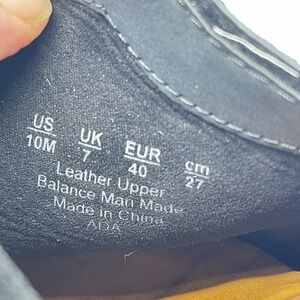 US UK EUR cm
10M 7 40 27
Leather Upper
Balance Man Made
Made in China
ADA